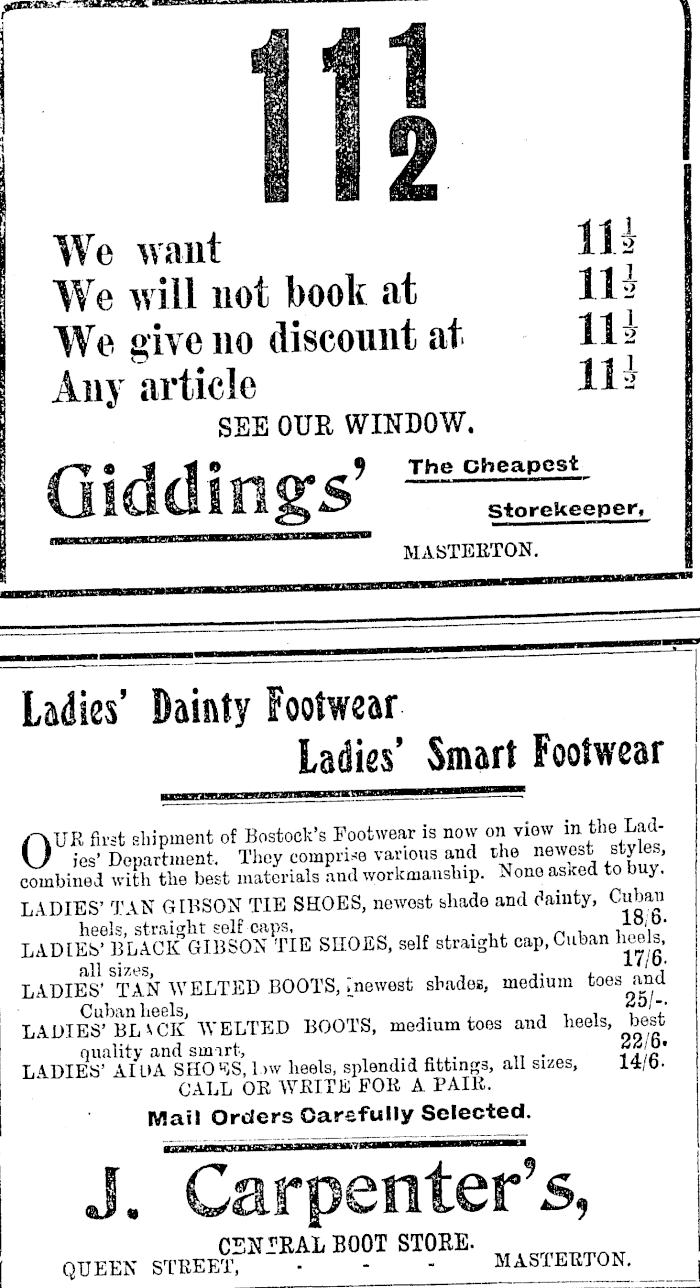 11½
We want 11½
We will not book at 11½
We give no discount at 11½
Any article 11½
SEE OUR WINDOW.
Giddings' The Cheapest
Storekeeper,
MASTERTON.
Ladies' Dainty Footwear
Ladies' Smart Footwear
OUR first shipment of Bostock's Footwear is now on view in the Lad-
ies' Department. They comprise various and the newest styles,
combined with the best materials and workmanship. None asked to buy.
LADIES' TAN GIBSON TIE SHOES, newest shade and dainty, Cuban
heels, straight self caps, 18/6.
LADIES' BLACK GIBSON TIE SHOES, self straight cap, Cuban heels,
all sizes, 17/6.
LADIES' TAN WELTED BOOTS, newest shades, medium toes and
Cuban heels, 25/-.
LADIES' BLACK WELTED BOOTS, medium toes and heels, best
quality and smart, 22/6.
LADIES' AIDA SHOES, low heels, splendid fittings, all sizes, 14/6.
CALL OR WRITE FOR A PAIR.
Mail Orders Carefully Selected.
J. Carpenter's,
CENTRAL BOOT STORE.
QUEEN STREET, - - - MASTERTON.